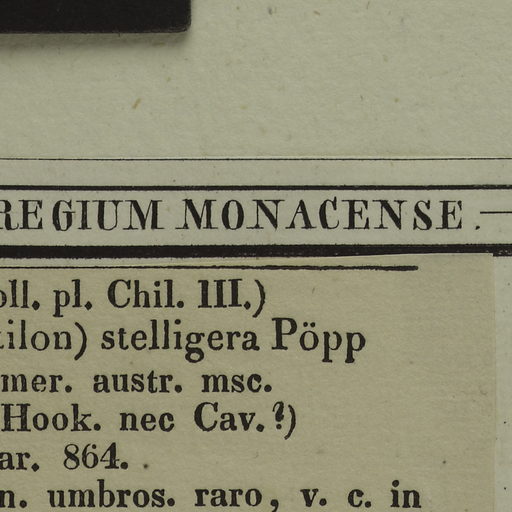 REGIUM MONACENSE.
oll. pl. Chil. III.)
tilon) stelligera Pöpp
mer. austr. msc.
Hook. nec Cav.?)
ar. 864.
n. umbros. raro, v. c. in